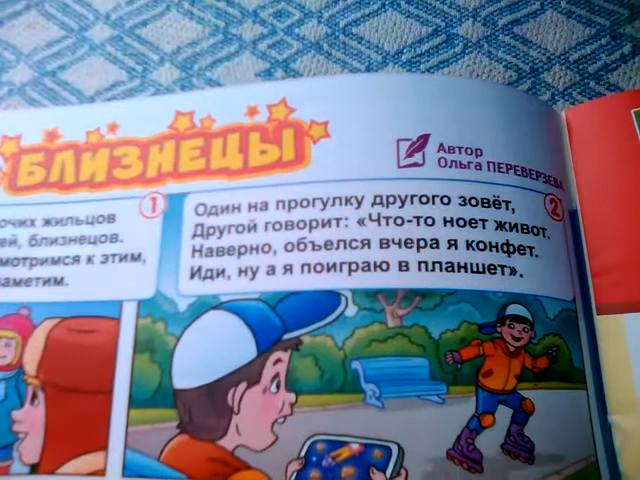 БЛИЗНЕЦЫ
Автор
Ольга ПЕРЕВЕРЗЕВА
1
жильцов
близнецов.
к этим,
2
Один на прогулку другого зовёт,
Другой говорит: «Что-то ноет живот.
Наверно, объелся вчера я конфет.
Иди, ну а я поиграю в планшет».